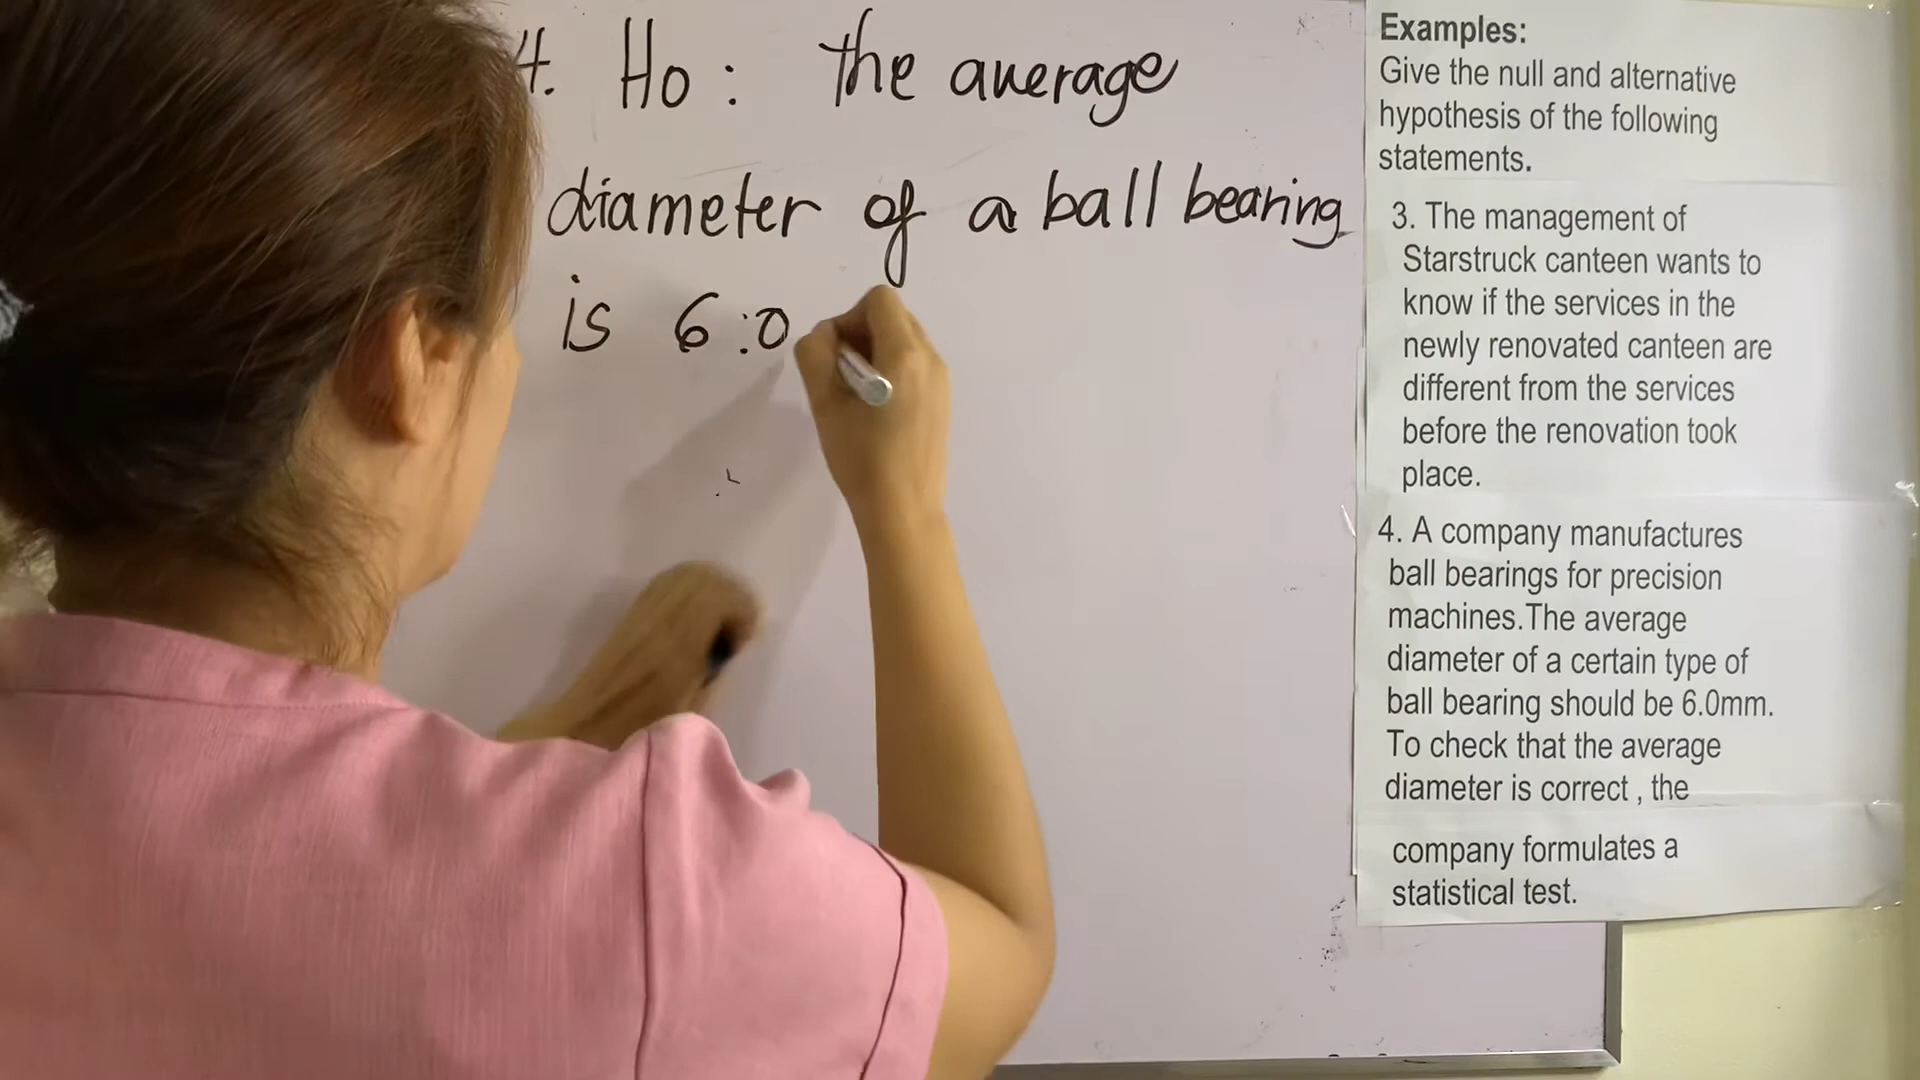 4. Ho: the average
diameter of a ball bearing
is 6:0
Examples:
Give the null and alternative
hypothesis of the following
statements.
3. The management of
Starstruck canteen wants to
know if the services in the
newly renovated canteen are
different from the services
before the renovation took
place.
4. A company manufactures
ball bearings for precision
machines.The average
diameter of a certain type of
ball bearing should be 6.0mm.
To check that the average
diameter is correct , the
company formulates a
statistical test.